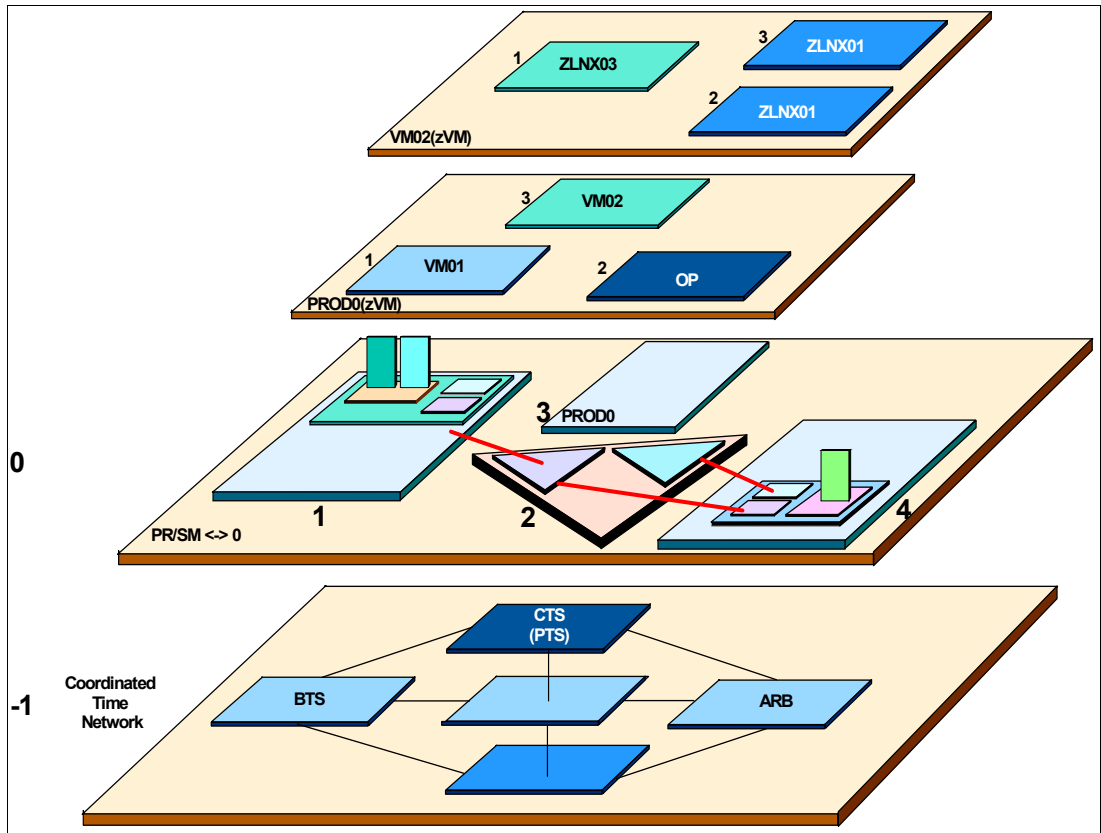 1
ZLNX03
3
ZLNX01
2
ZLNX01
VM02(zVM)
3
VM02
1
VM01
2
OP
PROD0(zVM)
3
PROD0
0
1
2
4
PR/SM <-> 0
CTS
(PTS)
-1
Coordinated
Time
Network
BTS
ARB